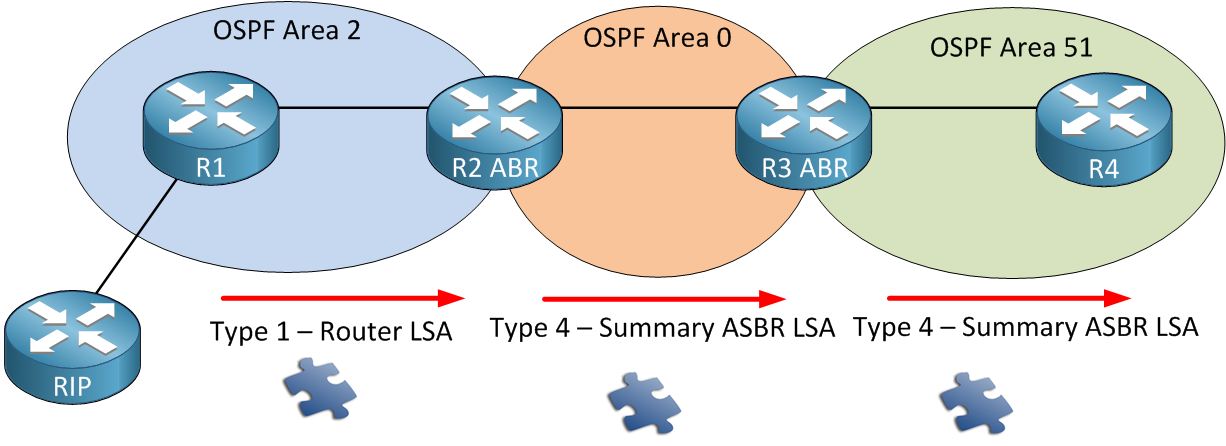 OSPF Area 2
OSPF Area 0
OSPF Area 51
R1
R2 ABR
R3 ABR
R4
Type 1 – Router LSA
Type 4 – Summary ASBR LSA
Type 4 – Summary ASBR LSA
RIP